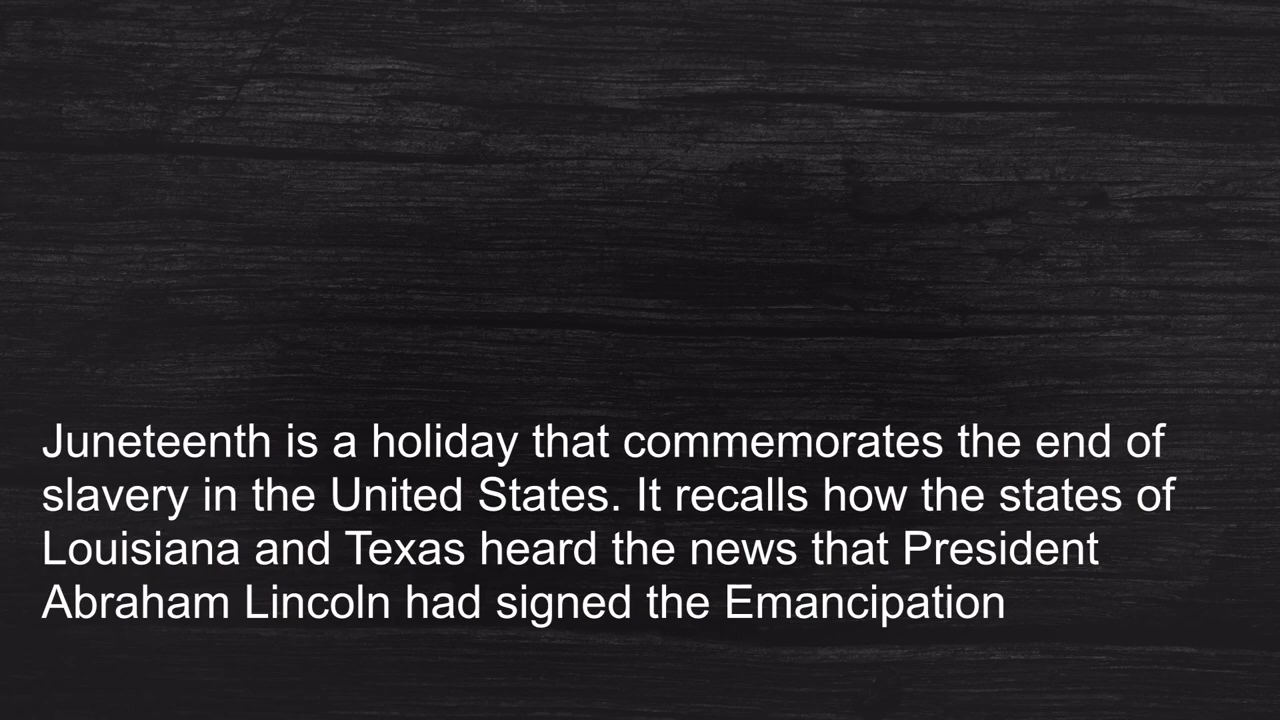 Juneteenth is a holiday that commemorates the end of
slavery in the United States. It recalls how the states of
Louisiana and Texas heard the news that President
Abraham Lincoln had signed the Emancipation